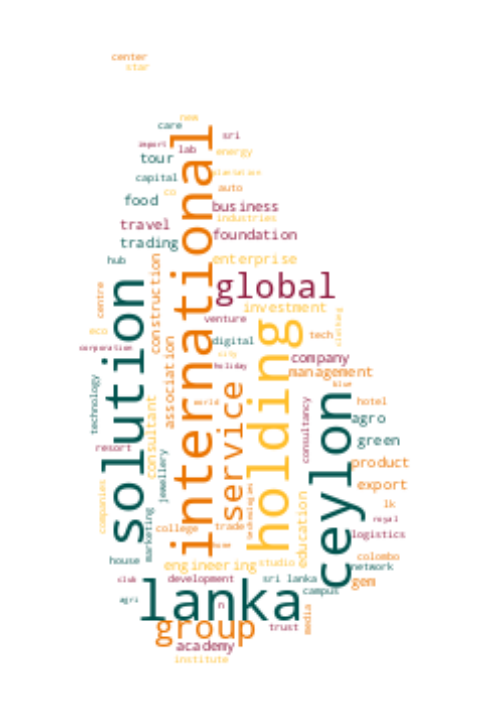 center
star
new
care
sri
import
lab
energy
tour
plantation
capital
auto
co
food
business
industries
travel
foundation
trading
hub
enterprise
international
construction
global
centre
solution
investment
venture
eco
digital
tech
clothing
corporation
city
company
holiday
management
holding
association
blue
technology
world
hotel
service
consultancy
ceylon
agro
consultant
green
resort
product
jewellery
export
companies
technologies
lk
royal
marketing
college
trade
logistics
education
colombo
house
engineering
studio
network
club
development
sri lanka
gem
lanka
campus
agri
n
group
trust
media
academy
institute